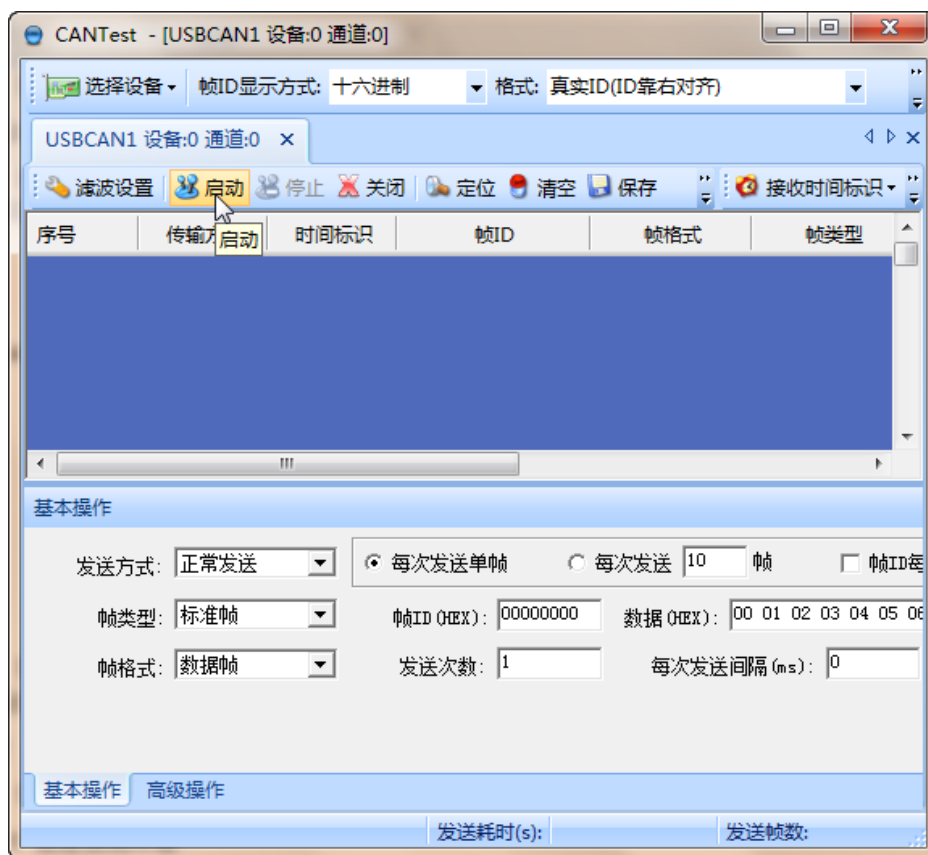 CANTest - [USBCAN1 设备:0 通道:0]
选择设备 帧ID显示方式: 十六进制 格式: 真实ID(ID靠右对齐)
USBCAN1 设备:0 通道:0
滤波设置 启动 停止 关闭 定位 清空 保存 接收时间标识
序号 传输方 时间标识 帧ID 帧格式 帧类型
启动
基本操作
发送方式: 正常发送 每次发送单帧 每次发送 10 帧 帧ID每
帧类型: 标准帧 帧ID(HEX): 00000000 数据(HEX): 00 01 02 03 04 05 06
帧格式: 数据帧 发送次数: 1 每次发送间隔(ms): 0
基本操作 高级操作
发送耗时(s): 发送帧数: